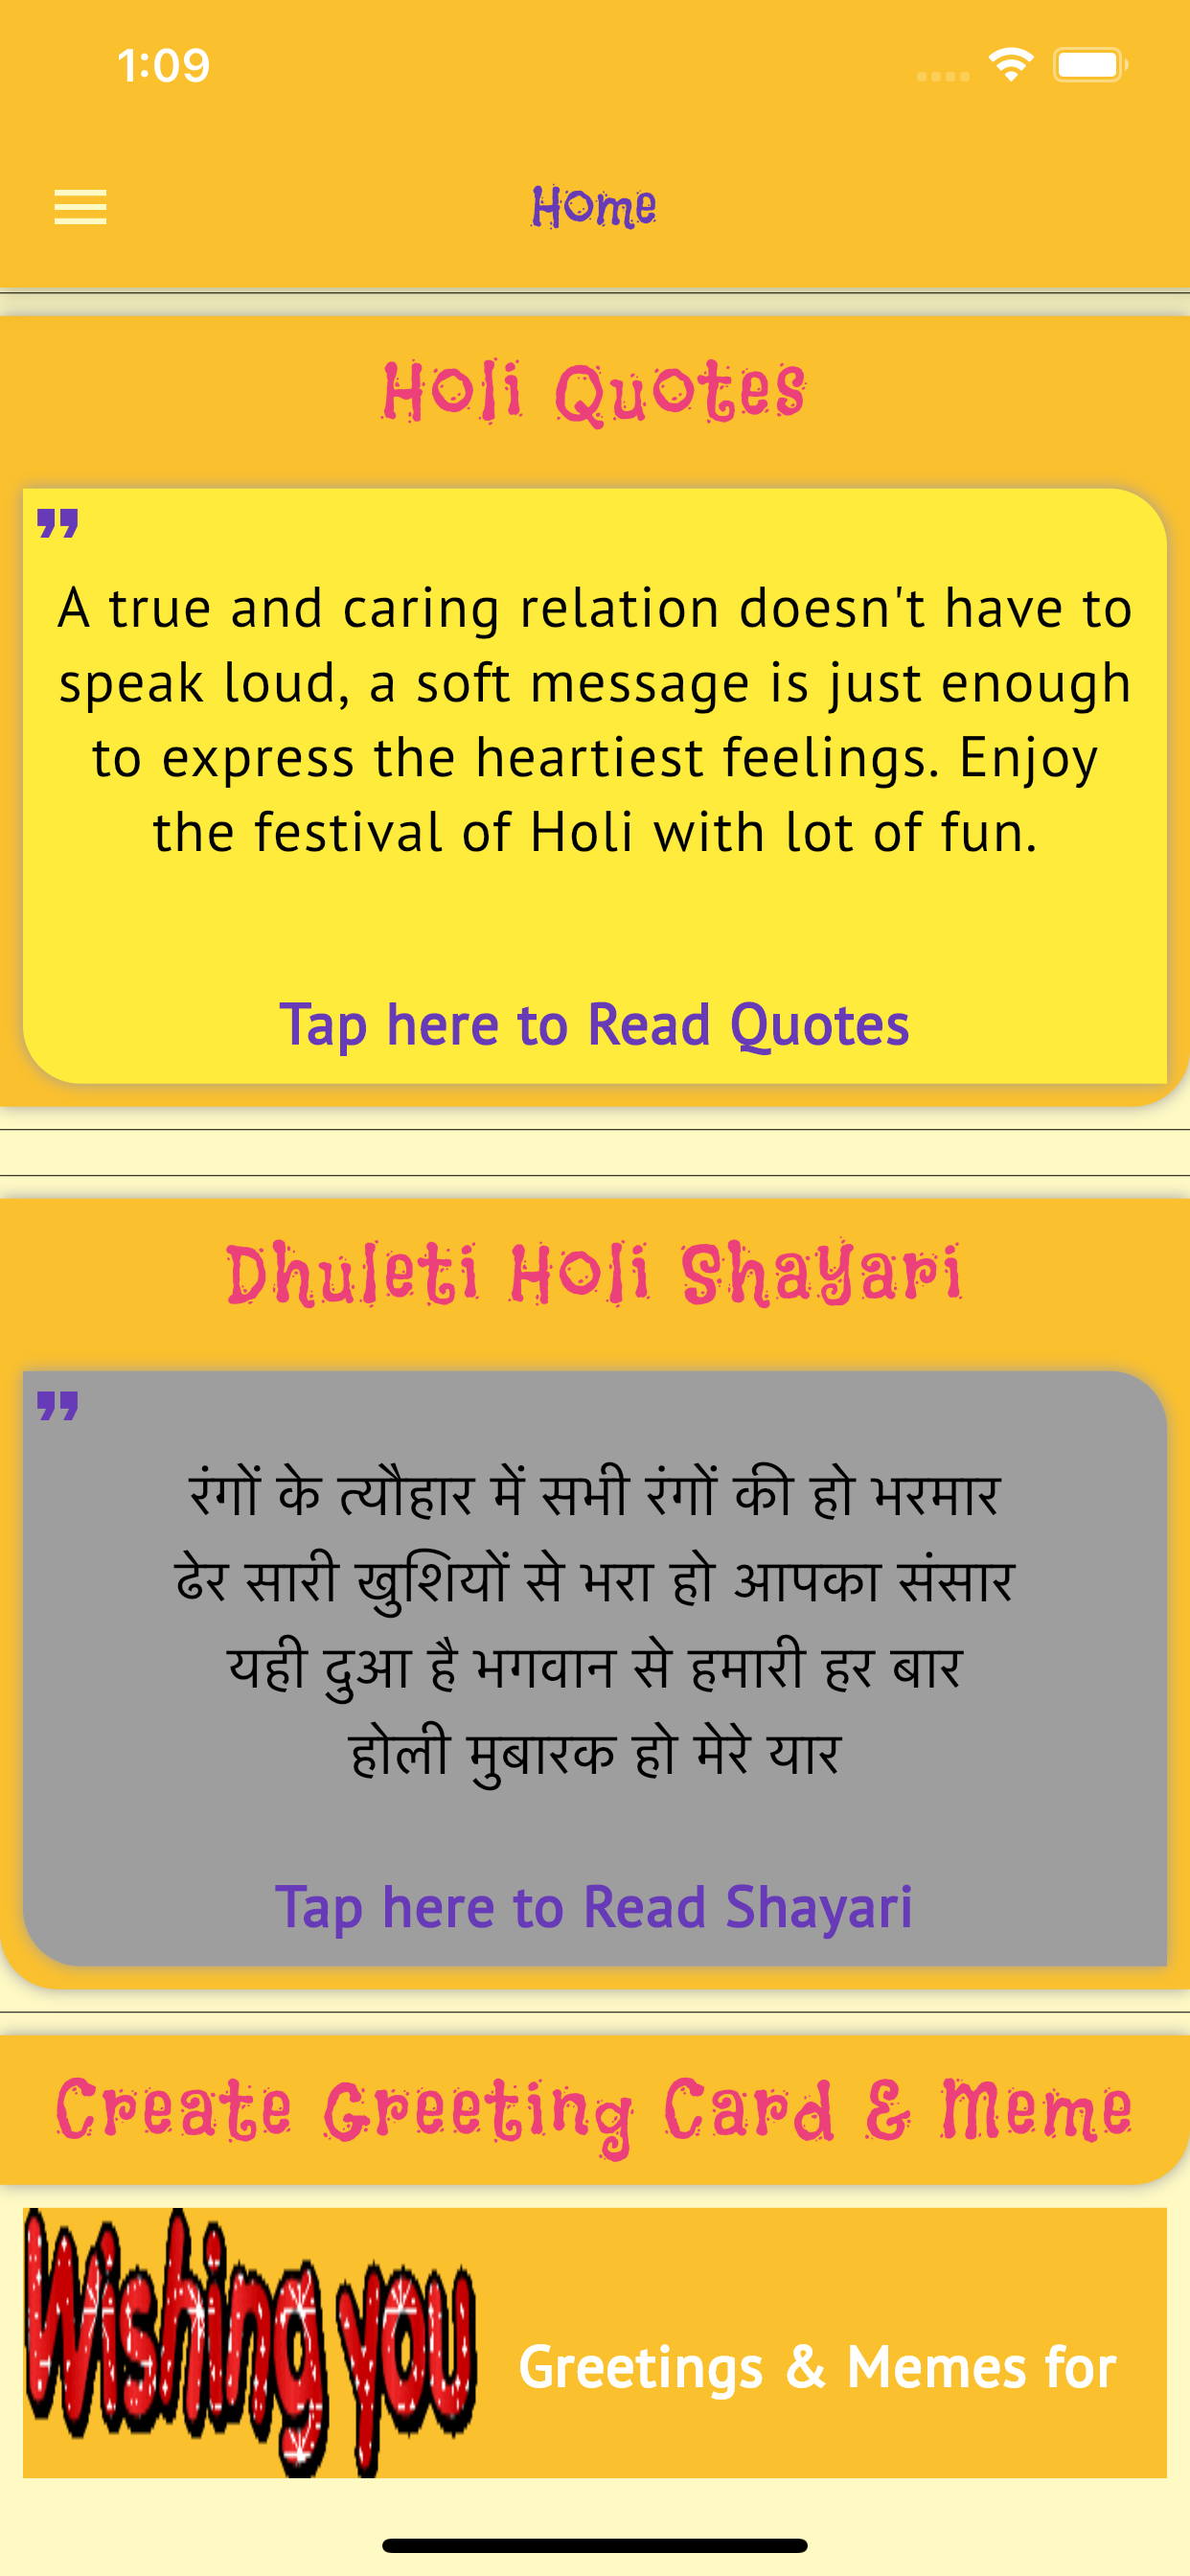 1:09
Home
Holi Quotes
A true and caring relation doesn't have to
speak loud, a soft message is just enough
to express the heartiest feelings. Enjoy
the festival of Holi with lot of fun.
Tap here to Read Quotes
Dhuleti Holi Shayari
रंगों के त्यौहार में सभी रंगों की हो भरमार
ढेर सारी खुशियों से भरा हो आपका संसार
यही दुआ है भगवान से हमारी हर बार
होली मुबारक हो मेरे यार
Tap here to Read Shayari
Create Greeting Card & Meme
Wishing you
Greetings & Memes for